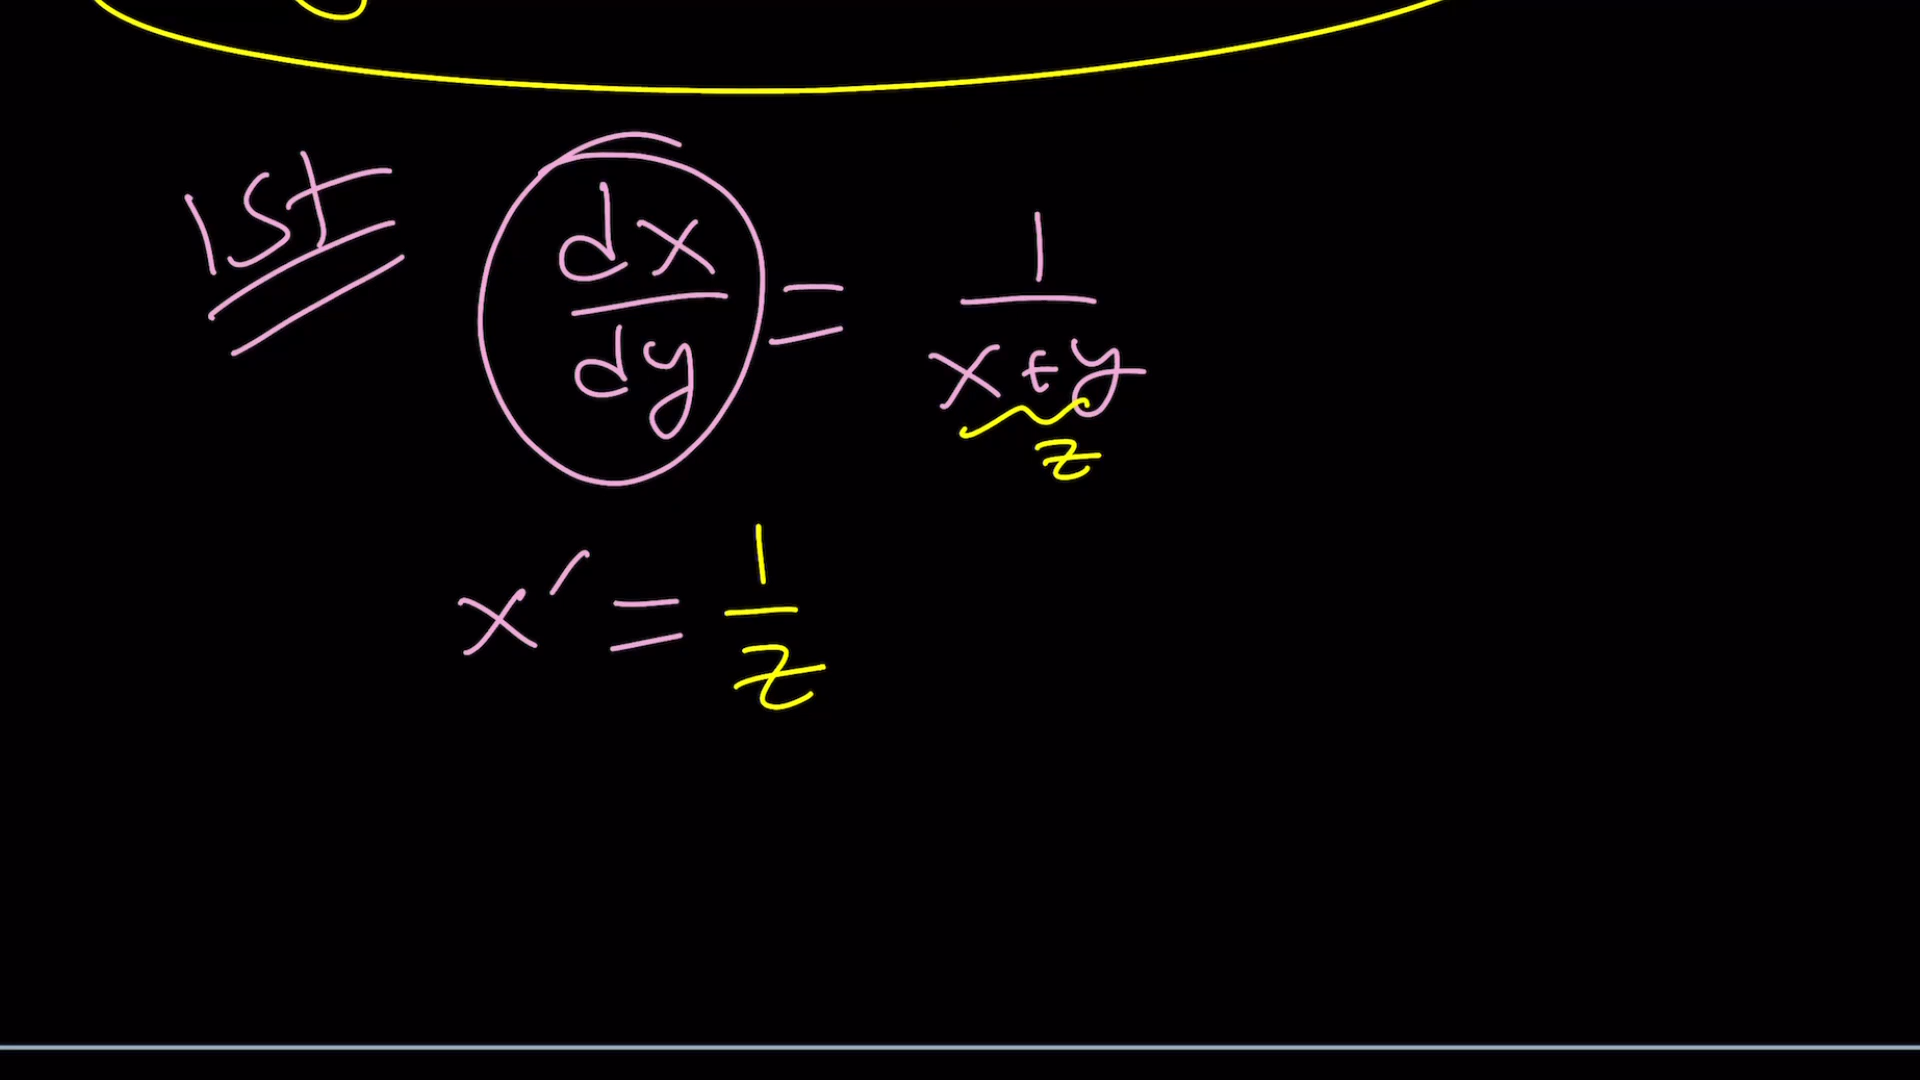 1st dx/dy = 1/(x+y)
z
x' = 1/z